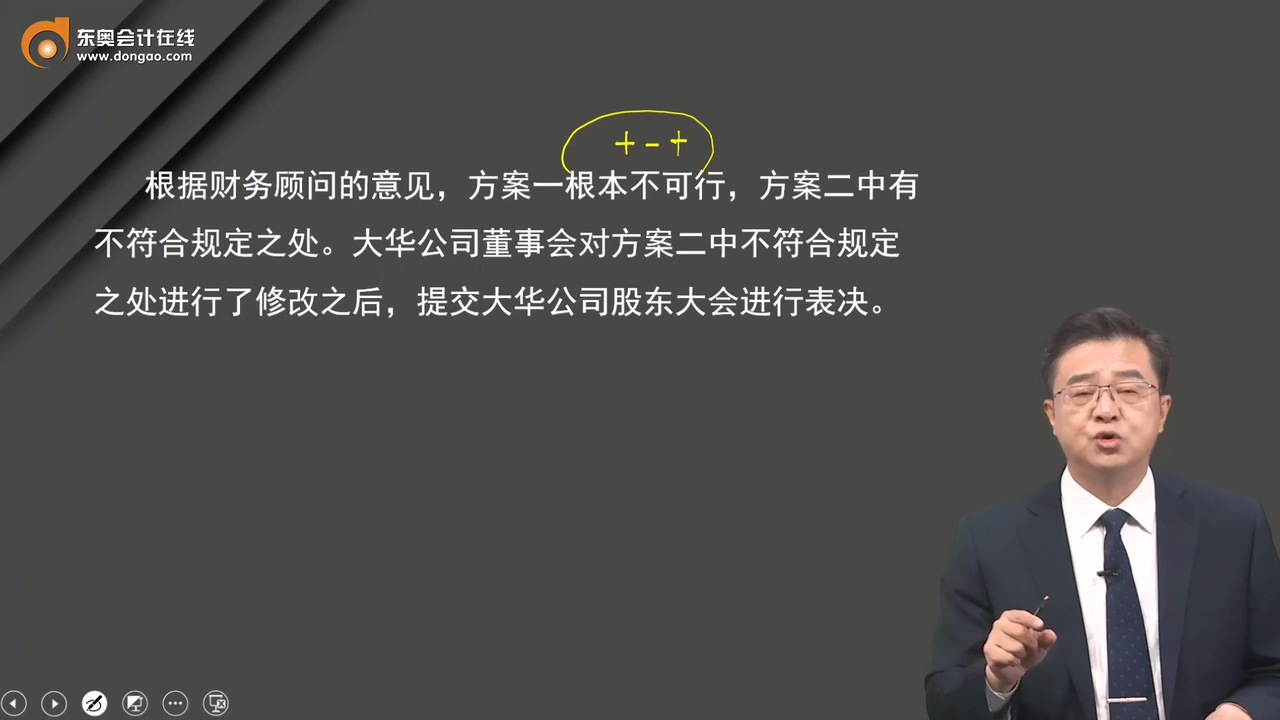 东奥会计在线
www.dongao.com
+ - +
根据财务顾问的意见，方案一根本不可行，方案二中有
不符合规定之处。大华公司董事会对方案二中不符合规定
之处进行了修改之后，提交大华公司股东大会进行表决。